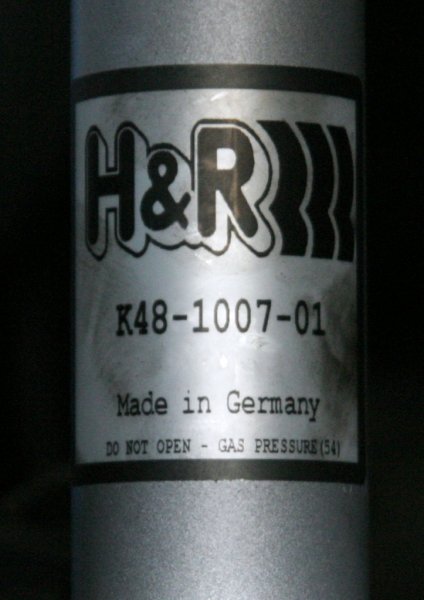 H&R
K48-1007-01
Made in Germany
DO NOT OPEN - GAS PRESSURE(54)